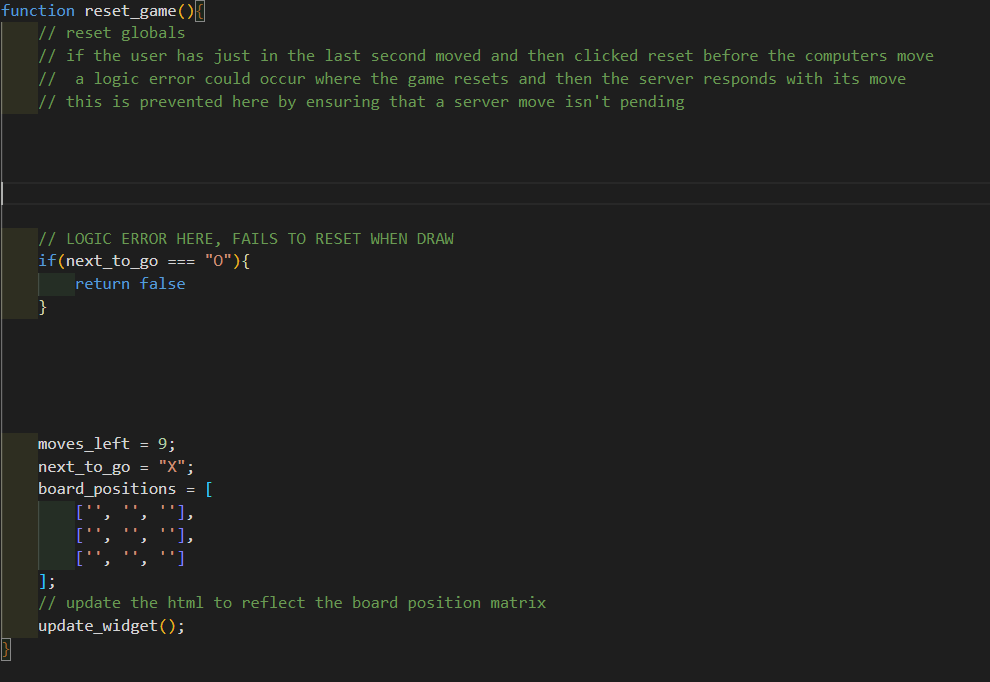 function reset_game(){
// reset globals
// if the user has just in the last second moved and then clicked reset before the computers move
//  a logic error could occur where the game resets and then the server responds with its move
// this is prevented here by ensuring that a server move isn't pending
// LOGIC ERROR HERE, FAILS TO RESET WHEN DRAW
if(next_to_go === "O"){
return false
}
moves_left = 9;
next_to_go = "X";
board_positions = [
['', '', ''],
['', '', ''],
['', '', '']
];
// update the html to reflect the board position matrix
update_widget();
}